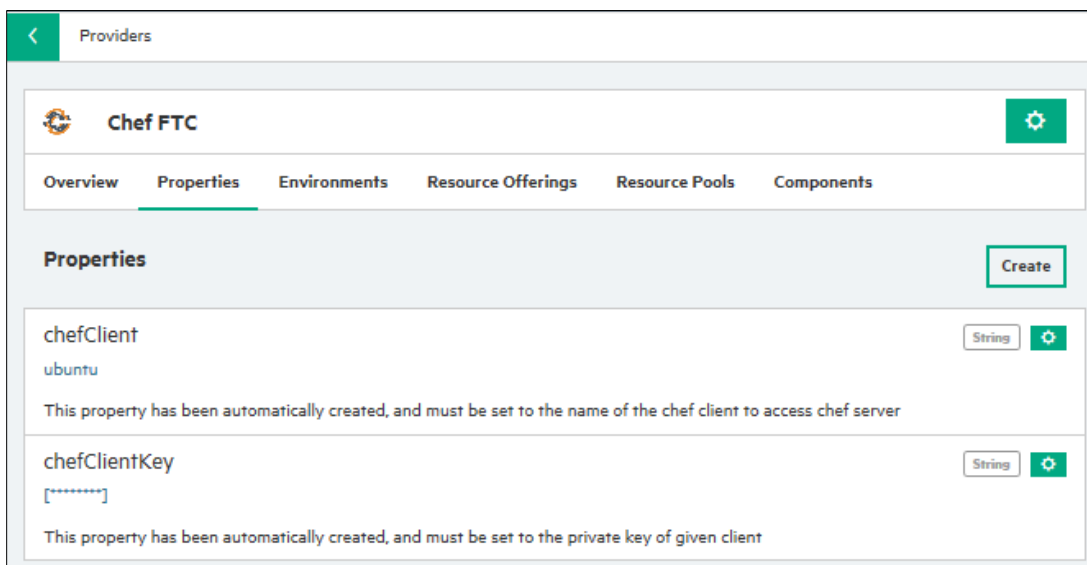 Providers
Chef FTC
Overview Properties Environments Resource Offerings Resource Pools Components
Properties
Create
chefClient
String
ubuntu
This property has been automatically created, and must be set to the name of the chef client to access chef server
chefClientKey
String
[********]
This property has been automatically created, and must be set to the private key of given client